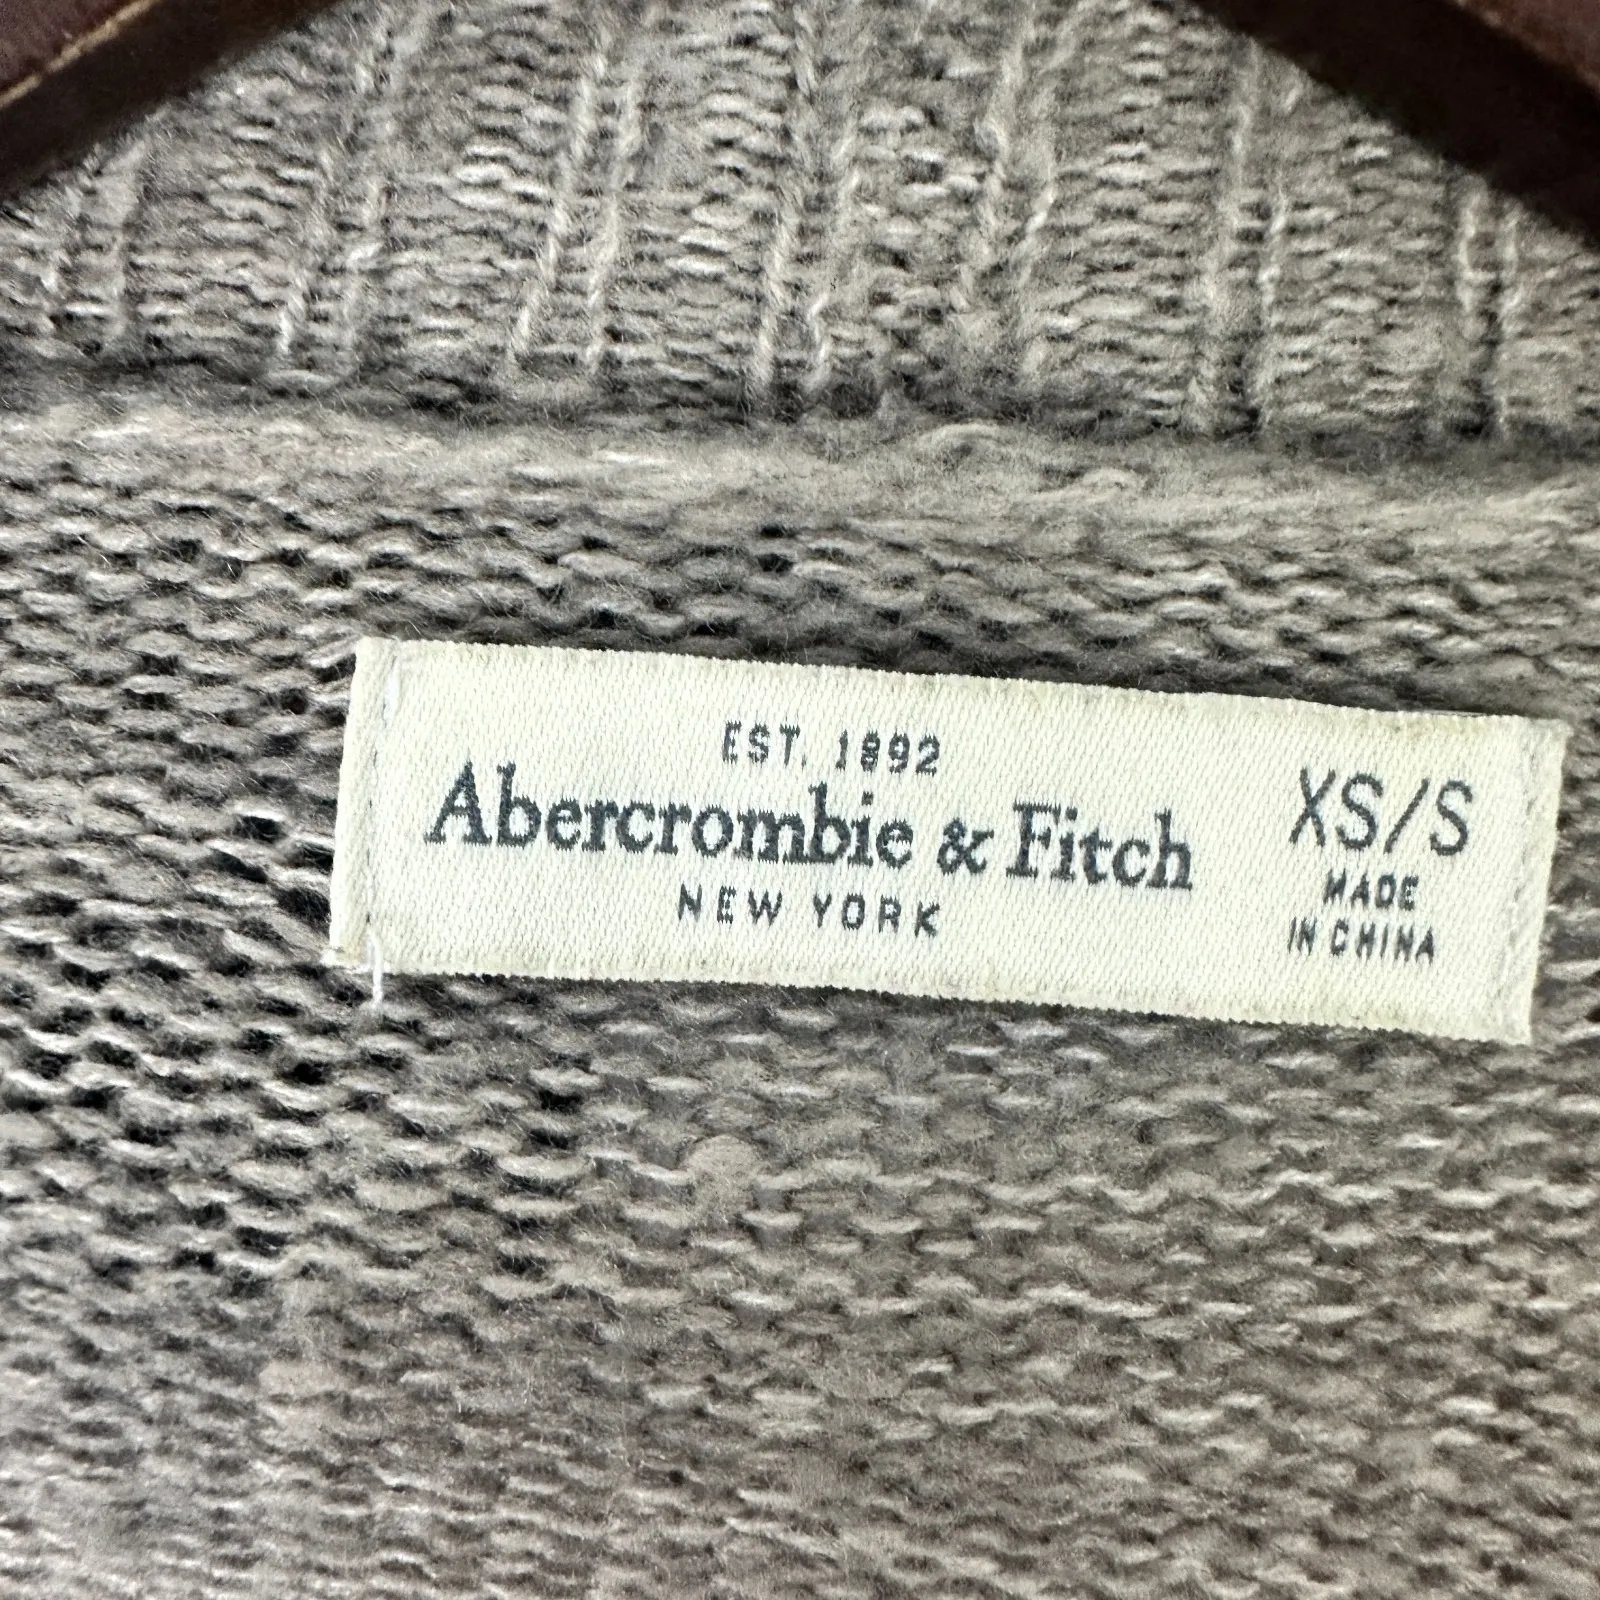 EST. 1892
Abercrombie & Fitch
NEW YORK
XS/S
MADE
IN CHINA